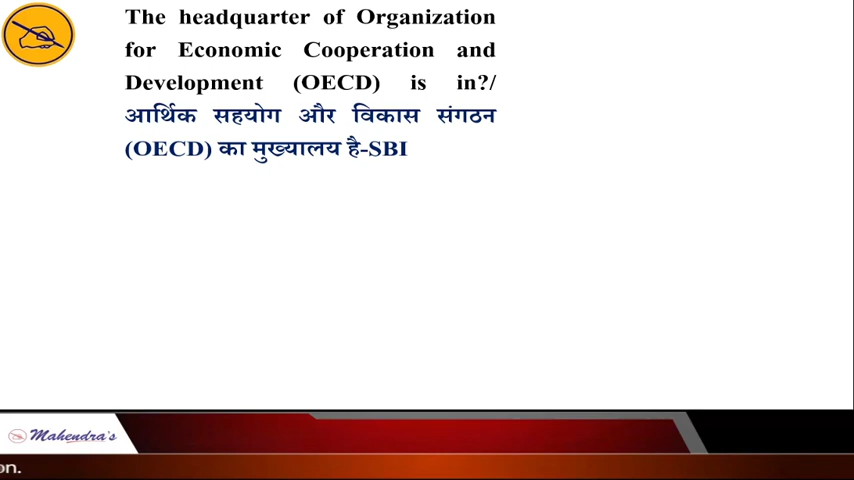 The headquarter of Organization
for Economic Cooperation and
Development (OECD) is in?/
आर्थिक सहयोग और विकास संगठन
(OECD) का मुख्यालय है-SBI
Mahendra's
on.